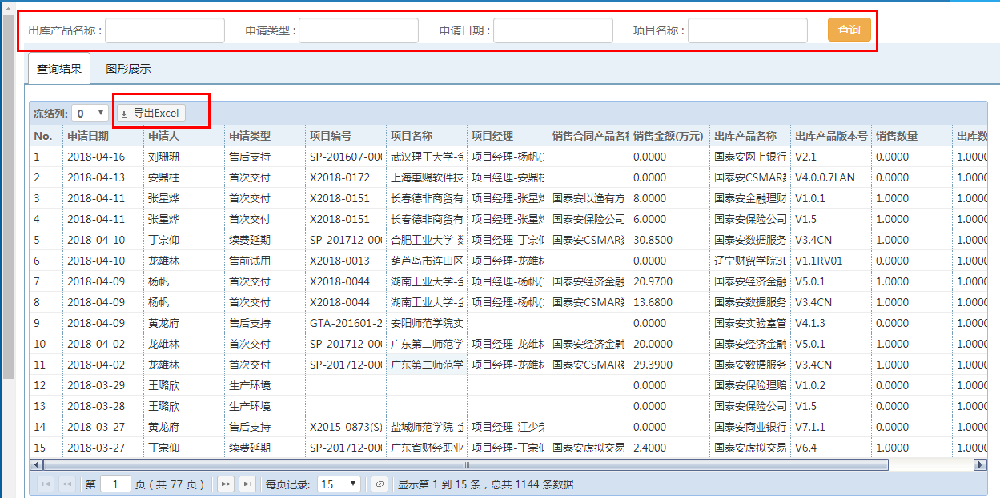 出库产品名称： 申请类型： 申请日期： 项目名称： 查询
查询结果 图形展示
冻结列: 0 导出Excel
No. 申请日期 申请人 申请类型 项目编号 项目名称 项目经理 销售合同产品名称 销售金额(万元) 出库产品名称 出库产品版本号 销售数量 出库数
1 2018-04-16 刘珊珊 售后支持 SP-201607-00 武汉理工大学-金 项目经理-杨帆( 0.0000 国泰安网上银行 V2.1 0.0000 1.0000
2 2018-04-13 安鼎柱 首次交付 X2018-0172 上海惠赐软件技 项目经理-安鼎柱 0.0000 国泰安CSMAR数 V4.0.0.7LAN 0.0000 1.0000
3 2018-04-11 张星烨 首次交付 X2018-0151 长春德非商贸有 项目经理-张星烨 国泰安以渔有方 8.0000 国泰安金融理财 V1.0.1 1.0000 1.0000
4 2018-04-11 张星烨 首次交付 X2018-0151 长春德非商贸有 项目经理-张星烨 国泰安保险公司 6.0000 国泰安保险公司 V1.5 1.0000 1.0000
5 2018-04-10 丁宗仰 续费延期 SP-201712-00 合肥工业大学-数 项目经理-丁宗仰 国泰安CSMAR数 30.8500 国泰安数据服务 V3.4CN 1.0000 1.0000
6 2018-04-10 龙雄林 售前试用 X2018-0013 葫芦岛市连山区 项目经理-龙雄林 0.0000 辽宁财贸学院3D V1.1RV01 0.0000 1.0000
7 2018-04-09 杨帆 首次交付 X2018-0044 湖南工业大学-金 项目经理-杨帆( 国泰安经济金融 20.9700 国泰安经济金融 V5.0.1 1.0000 1.0000
8 2018-04-09 杨帆 首次交付 X2018-0044 湖南工业大学-金 项目经理-杨帆( 国泰安CSMAR数 13.6800 国泰安数据服务 V3.4CN 1.0000 1.0000
9 2018-04-09 黄龙府 售后支持 GTA-201601-2 安阳师范学院实 0.0000 国泰安实验室管 V4.1.3 0.0000 1.0000
10 2018-04-02 龙雄林 首次交付 SP-201712-00 广东第二师范学 项目经理-龙雄林 国泰安经济金融 20.0000 国泰安经济金融 V5.0.1 1.0000 1.0000
11 2018-04-02 龙雄林 首次交付 SP-201712-00 广东第二师范学 项目经理-龙雄林 国泰安CSMAR数 29.3900 国泰安数据服务 V3.4CN 1.0000 1.0000
12 2018-03-29 王璐欣 生产环境 0.0000 国泰安保险理赔 V1.0.2 0.0000 1.0000
13 2018-03-28 王璐欣 生产环境 0.0000 国泰安保险公司 V1.5 0.0000 1.0000
14 2018-03-27 黄龙府 售后支持 X2015-0873(S) 盐城师范学院-金 项目经理-江少荣 0.0000 国泰安商业银行 V7.1.1 0.0000 1.0000
15 2018-03-27 丁宗仰 续费延期 SP-201712-00 广东省财经职业 项目经理-丁宗仰 国泰安虚拟交易 2.4000 国泰安虚拟交易 V6.4 1.0000 1.0000
第 1 页 ( 共 77 页 ) 每页记录: 15 显示第 1 到 15 条，总共 1144 条数据